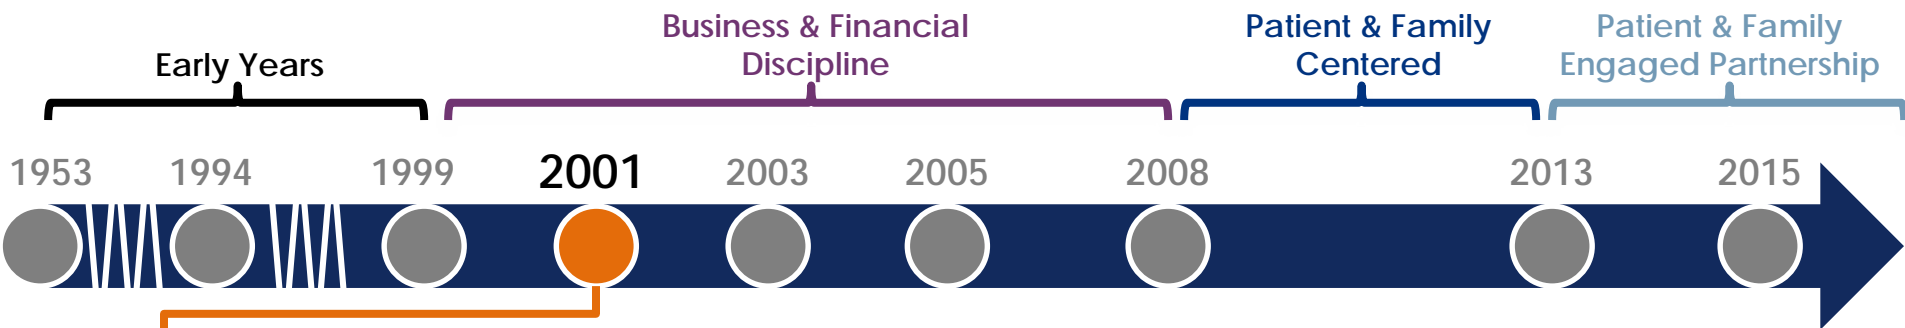 Early Years
Business & Financial
Discipline
Patient & Family
Centered
Patient & Family
Engaged Partnership
1953 1994 1999 2001 2003 2005 2008 2013 2015